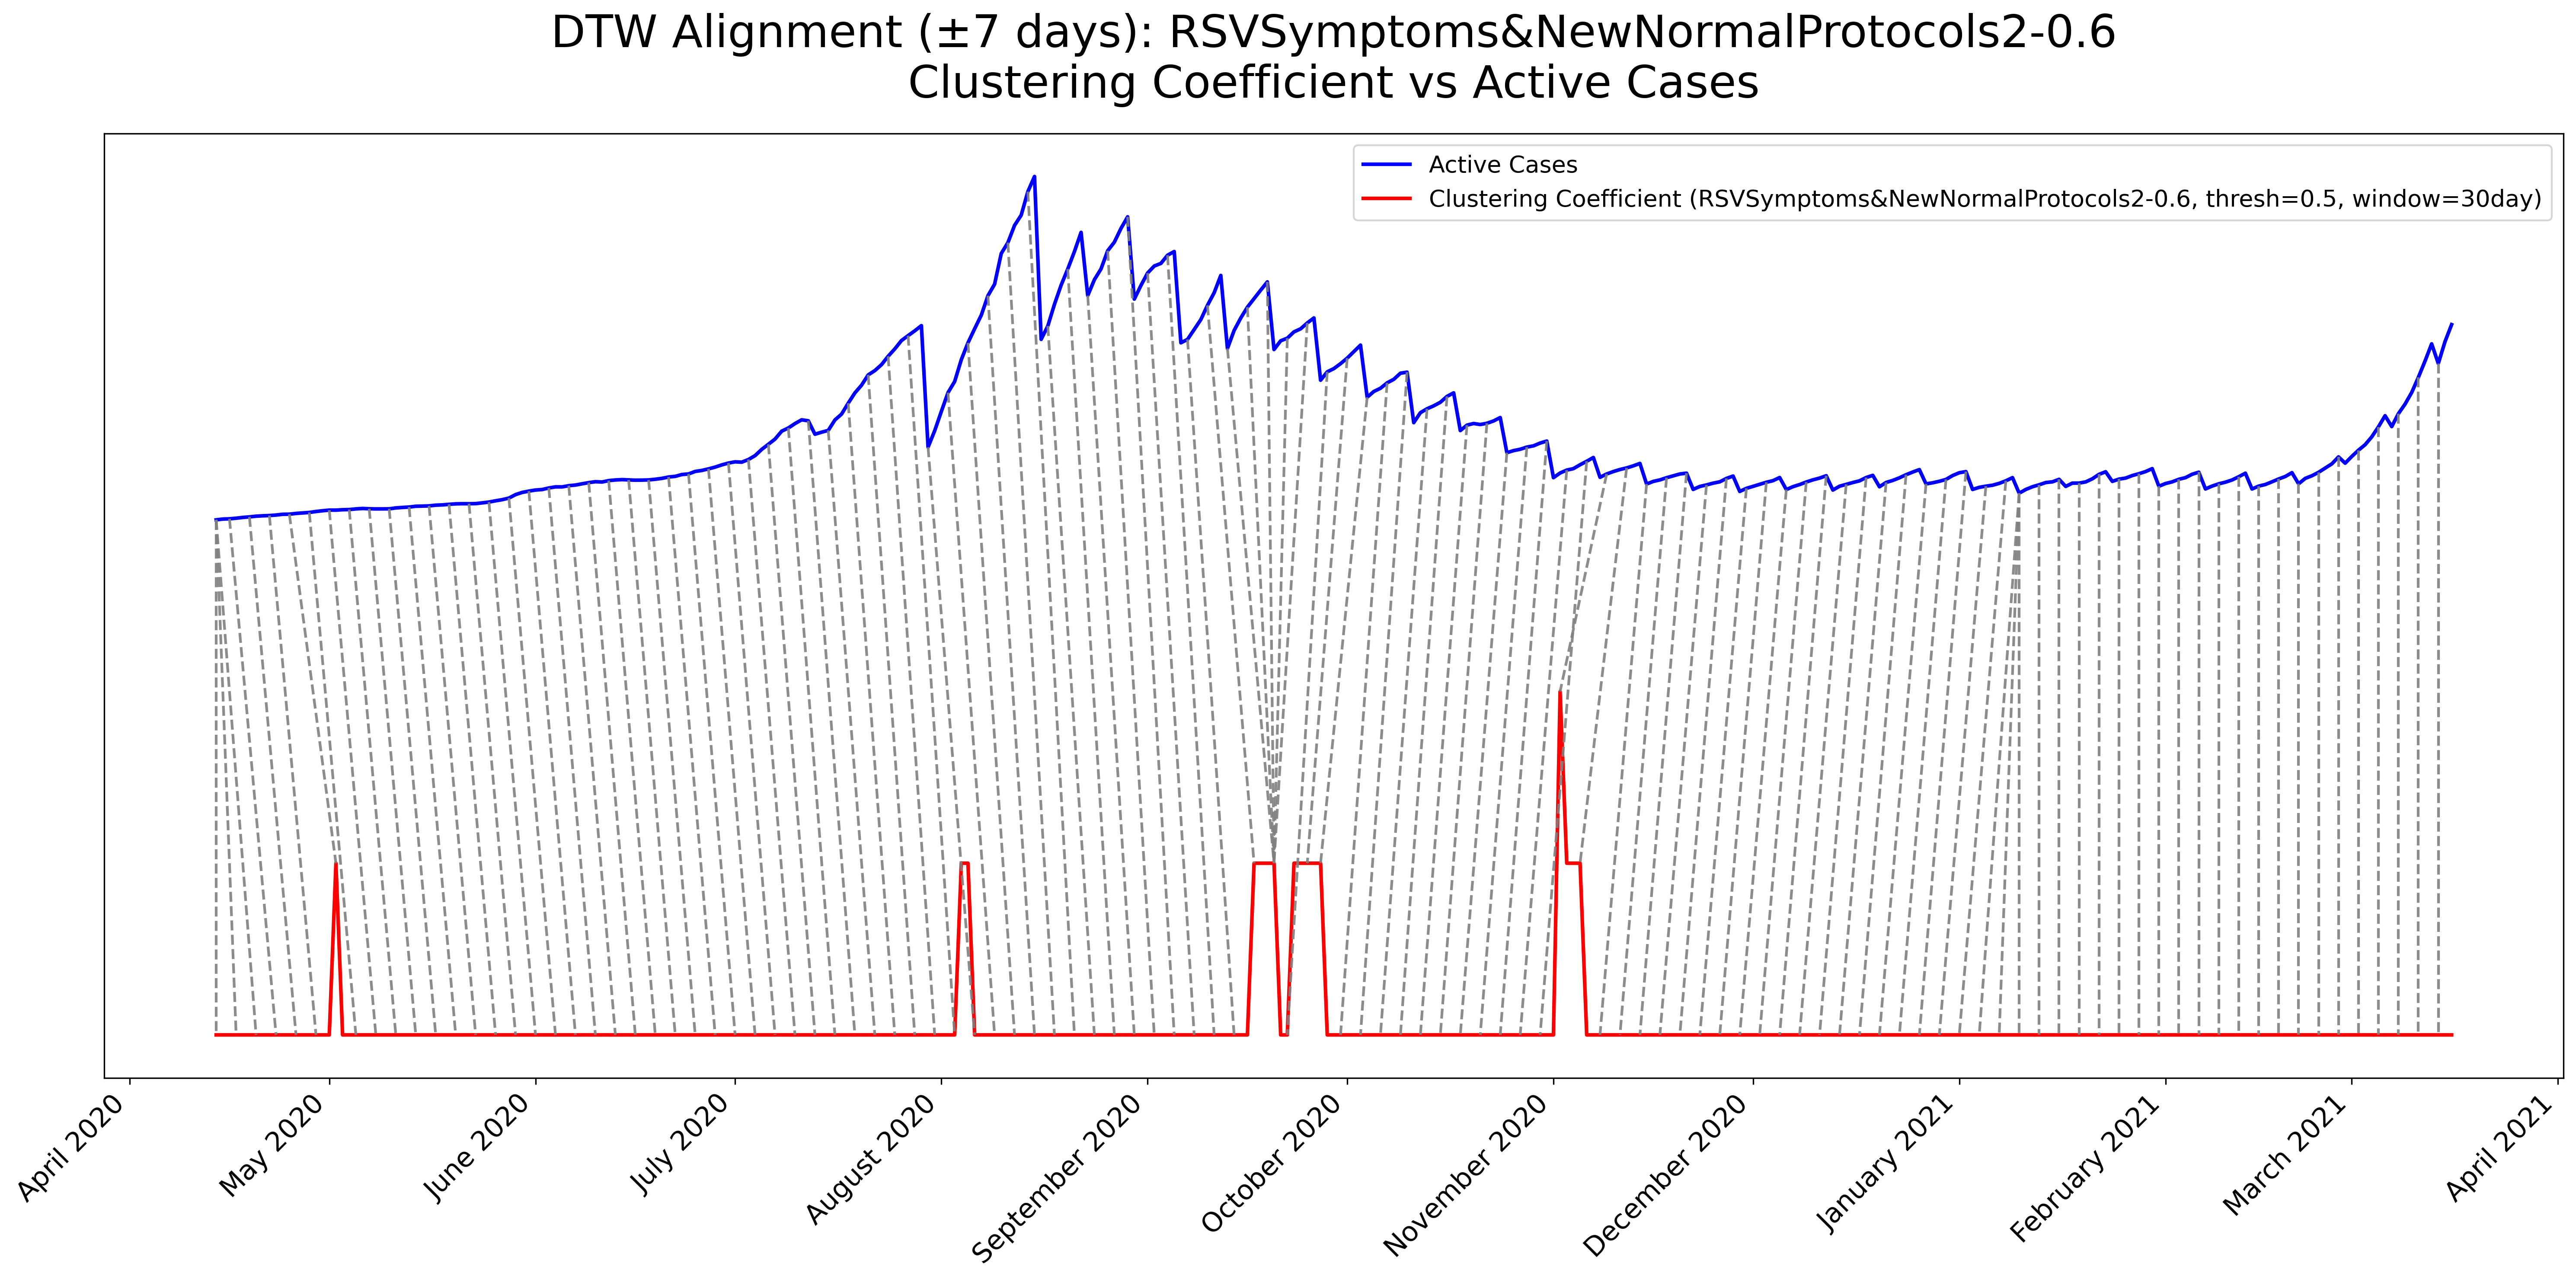 DTW Alignment (±7 days): RSVSymptoms&NewNormalProtocols2-0.6
Clustering Coefficient vs Active Cases
Active Cases
Clustering Coefficient (RSVSymptoms&NewNormalProtocols2-0.6, thresh=0.5, window=30day)
April 2020
May 2020
June 2020
July 2020
August 2020
September 2020
October 2020
November 2020
December 2020
January 2021
February 2021
March 2021
April 2021